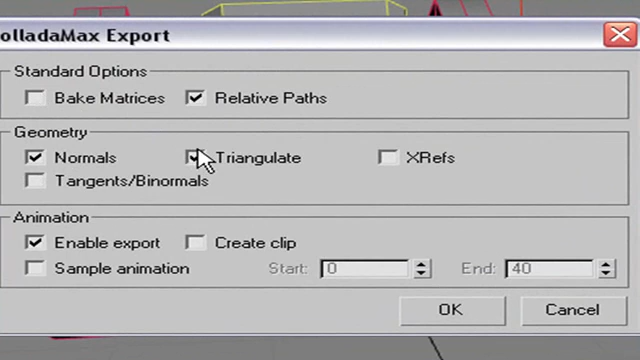 olladaMax Export
Standard Options
Bake Matrices Relative Paths
Geometry
Normals Triangulate XRefs
Tangents/Binormals
Animation
Enable export Create clip
Sample animation Start: 0 End: 40
OK Cancel